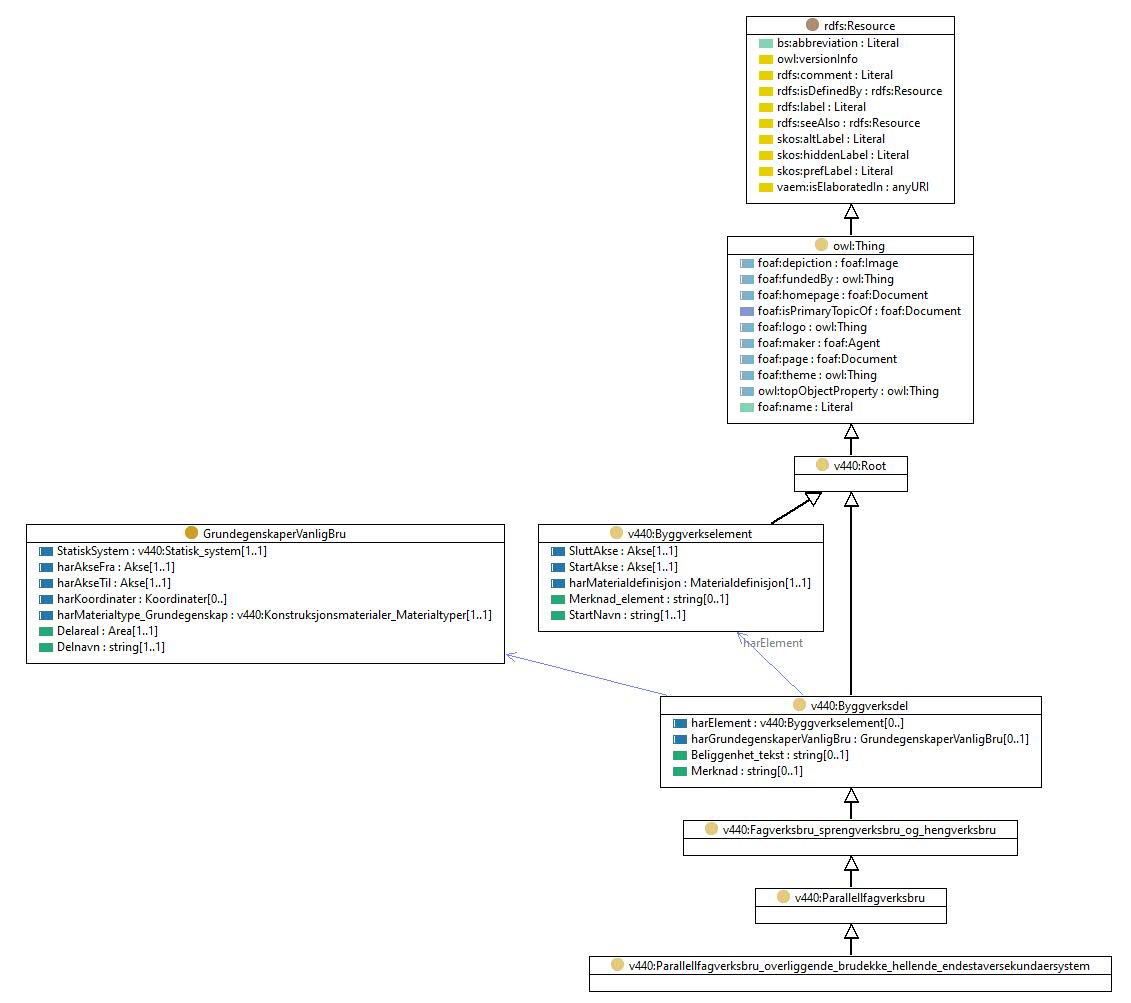 rdfs:Resource
bs:abbreviation : Literal
owl:versionInfo
rdfs:comment : Literal
rdfs:isDefinedBy : rdfs:Resource
rdfs:label : Literal
rdfs:seeAlso : rdfs:Resource
skos:altLabel : Literal
skos:hiddenLabel : Literal
skos:prefLabel : Literal
vaem:isElaboratedIn : anyURI
owl:Thing
foaf:depiction : foaf:Image
foaf:fundedBy : owl:Thing
foaf:homepage : foaf:Document
foaf:isPrimaryTopicOf : foaf:Document
foaf:logo : owl:Thing
foaf:maker : foaf:Agent
foaf:page : foaf:Document
foaf:theme : owl:Thing
owl:topObjectProperty : owl:Thing
foaf:name : Literal
v440:Root
GrundegenskaperVanligBru
StatiskSystem : v440:Statisk_system[1..1]
harAkseFra : Akse[1..1]
harAkseTil : Akse[1..1]
harKoordinater : Koordinater[0..]
harMaterialtype_Grundegenskap : v440:Konstruksjonsmaterialer_Materialtyper[1..1]
Delareal : Area[1..1]
Delnavn : string[1..1]
v440:Byggverkselement
SluttAkse : Akse[1..1]
StartAkse : Akse[1..1]
harMaterialdefinisjon : Materialdefinisjon[1..1]
Merknad_element : string[0..1]
StartNavn : string[1..1]
harElement
v440:Byggverksdel
harElement : v440:Byggverkselement[0..]
harGrundegenskaperVanligBru : GrundegenskaperVanligBru[0..1]
Beliggenhet_tekst : string[0..1]
Merknad : string[0..1]
v440:Fagverksbru_sprengverksbru_og_hengverksbru
v440:Parallelfagverksbru
v440:Parallellfagverksbru_overliggende_brudekke_hellende_endestaversekundaersystem